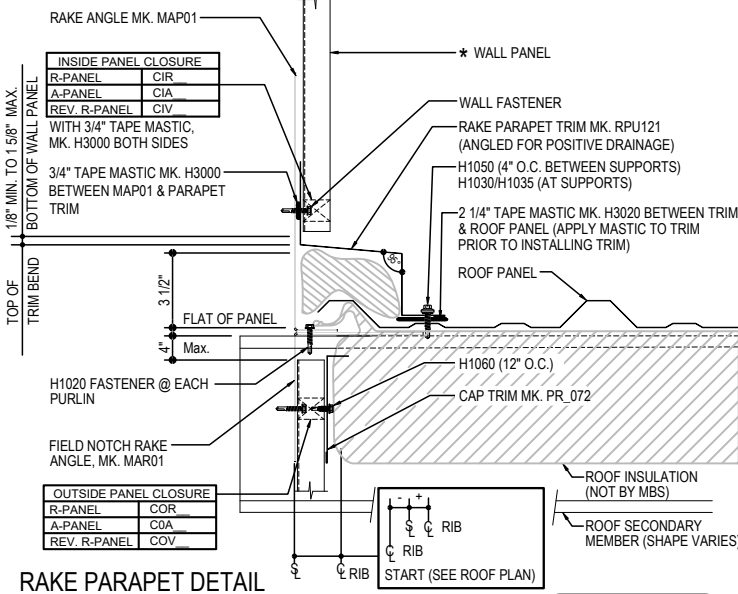 RAKE ANGLE MK. MAP01
* WALL PANEL
INSIDE PANEL CLOSURE
R-PANEL CIR__
A-PANEL CIA__
REV. R-PANEL CIV__
WITH 3/4" TAPE MASTIC,
MK. H3000 BOTH SIDES
3/4" TAPE MASTIC MK. H3000
BETWEEN MAP01 & PARAPET
TRIM
1/8" MIN. TO 1 5/8" MAX.
BOTTOM OF WALL PANEL
TOP OF
TRIM BEND
WALL FASTENER
RAKE PARAPET TRIM MK. RPU121
(ANGLED FOR POSITIVE DRAINAGE)
H1050 (4" O.C. BETWEEN SUPPORTS)
H1030/H1035 (AT SUPPORTS)
2 1/4" TAPE MASTIC MK. H3020 BETWEEN TRIM
& ROOF PANEL (APPLY MASTIC TO TRIM
PRIOR TO INSTALLING TRIM)
95°
ROOF PANEL
3 1/2"
FLAT OF PANEL
4" Max.
H1020 FASTENER @ EACH
PURLIN
H1060 (12" O.C.)
CAP TRIM MK. PR_072
FIELD NOTCH RAKE
ANGLE, MK. MAR01
OUTSIDE PANEL CLOSURE
R-PANEL COR__
A-PANEL C0A__
REV. R-PANEL COV__
ROOF INSULATION
(NOT BY MBS)
ROOF SECONDARY
MEMBER (SHAPE VARIES)
- +
S L C L RIB
C L RIB
START (SEE ROOF PLAN)
S L C L RIB
RAKE PARAPET DETAIL